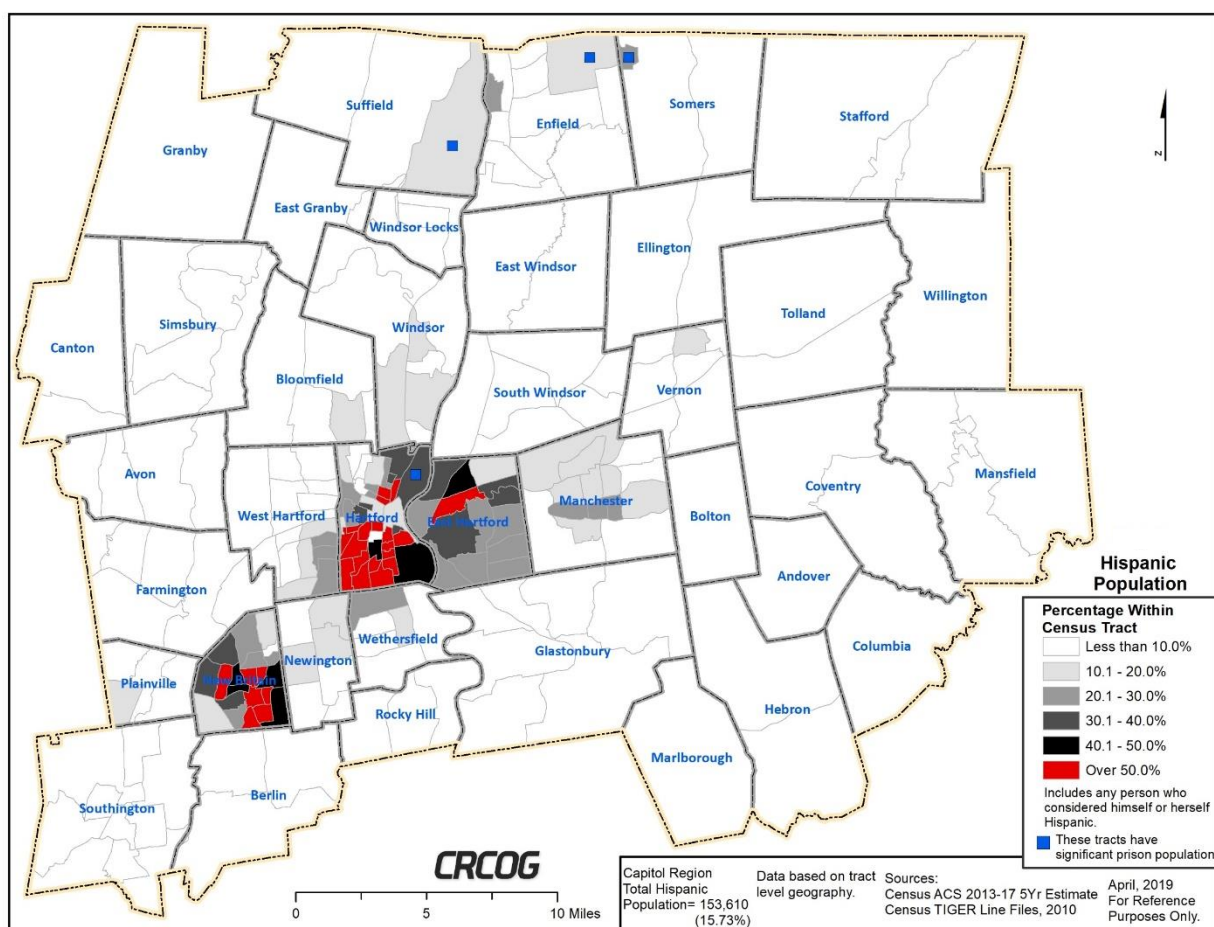 Suffield
Somers
Stafford
Enfield
Granby
East Granby
Windsor Locks
Ellington
East Windsor
Willington
Tolland
Simsbury
Windsor
Canton
Bloomfield
South Windsor
Vernon
Avon
Mansfield
Coventry
Manchester
West Hartford
Hartford
East Hartford
Bolton
Andover
Farmington
Wethersfield
Columbia
Glastonbury
Newington
New Britain
Plainville
Hebron
Rocky Hill
Marlborough
Berlin
Southington
N
Hispanic
Population
Percentage Within
Census Tract
Less than 10.0%
10.1 - 20.0%
20.1 - 30.0%
30.1 - 40.0%
40.1 - 50.0%
Over 50.0%
Includes any person who
considered himself or herself
Hispanic.
These tracts have
significant prison population
CRCOG
0 5 10 Miles
Capitol Region
Total Hispanic
Population= 153,610
(15.73%)
Data based on tract
level geography.
Sources:
Census ACS 2013-17 5Yr Estimate
Census TIGER Line Files, 2010
April, 2019
For Reference
Purposes Only.